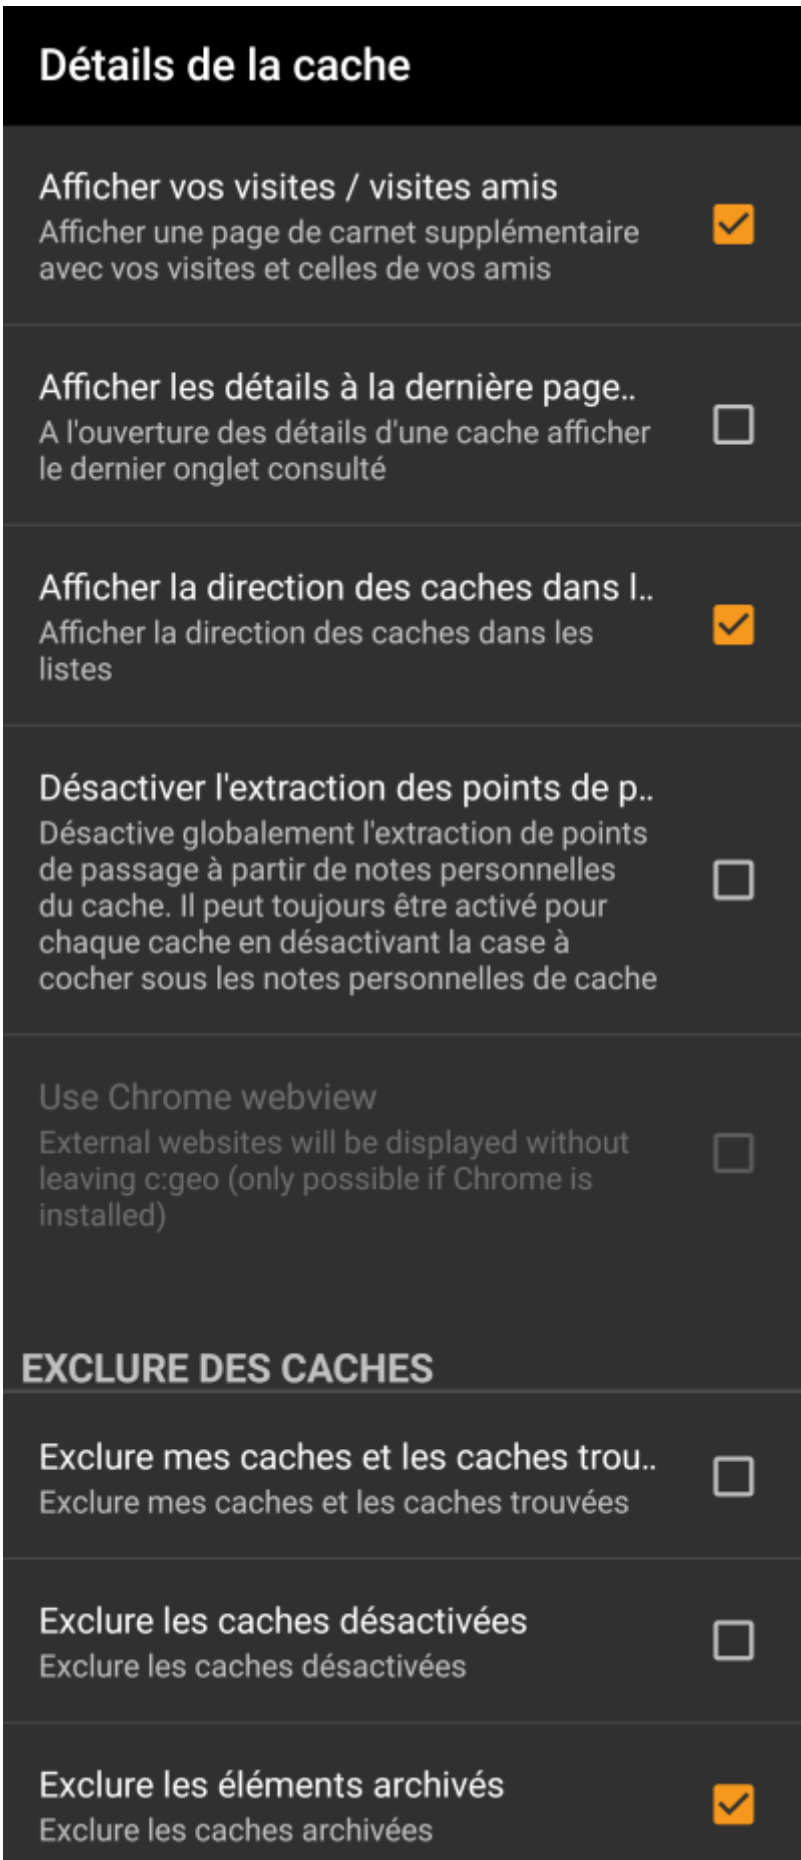 Détails de la cache
Afficher vos visites / visites amis
Afficher une page de carnet supplémentaire
avec vos visites et celles de vos amis
Afficher les détails à la dernière page..
A l'ouverture des détails d'une cache afficher
le dernier onglet consulté
Afficher la direction des caches dans l..
Afficher la direction des caches dans les
listes
Désactiver l'extraction des points de p..
Désactive globalement l'extraction de points
de passage à partir de notes personnelles
du cache. Il peut toujours être activé pour
chaque cache en désactivant la case à
cocher sous les notes personnelles de cache
Use Chrome webview
External websites will be displayed without
leaving c:geo (only possible if Chrome is
installed)
EXCLURE DES CACHES
Exclure mes caches et les caches trou..
Exclure mes caches et les caches trouvées
Exclure les caches désactivées
Exclure les caches désactivées
Exclure les éléments archivés
Exclure les caches archivées